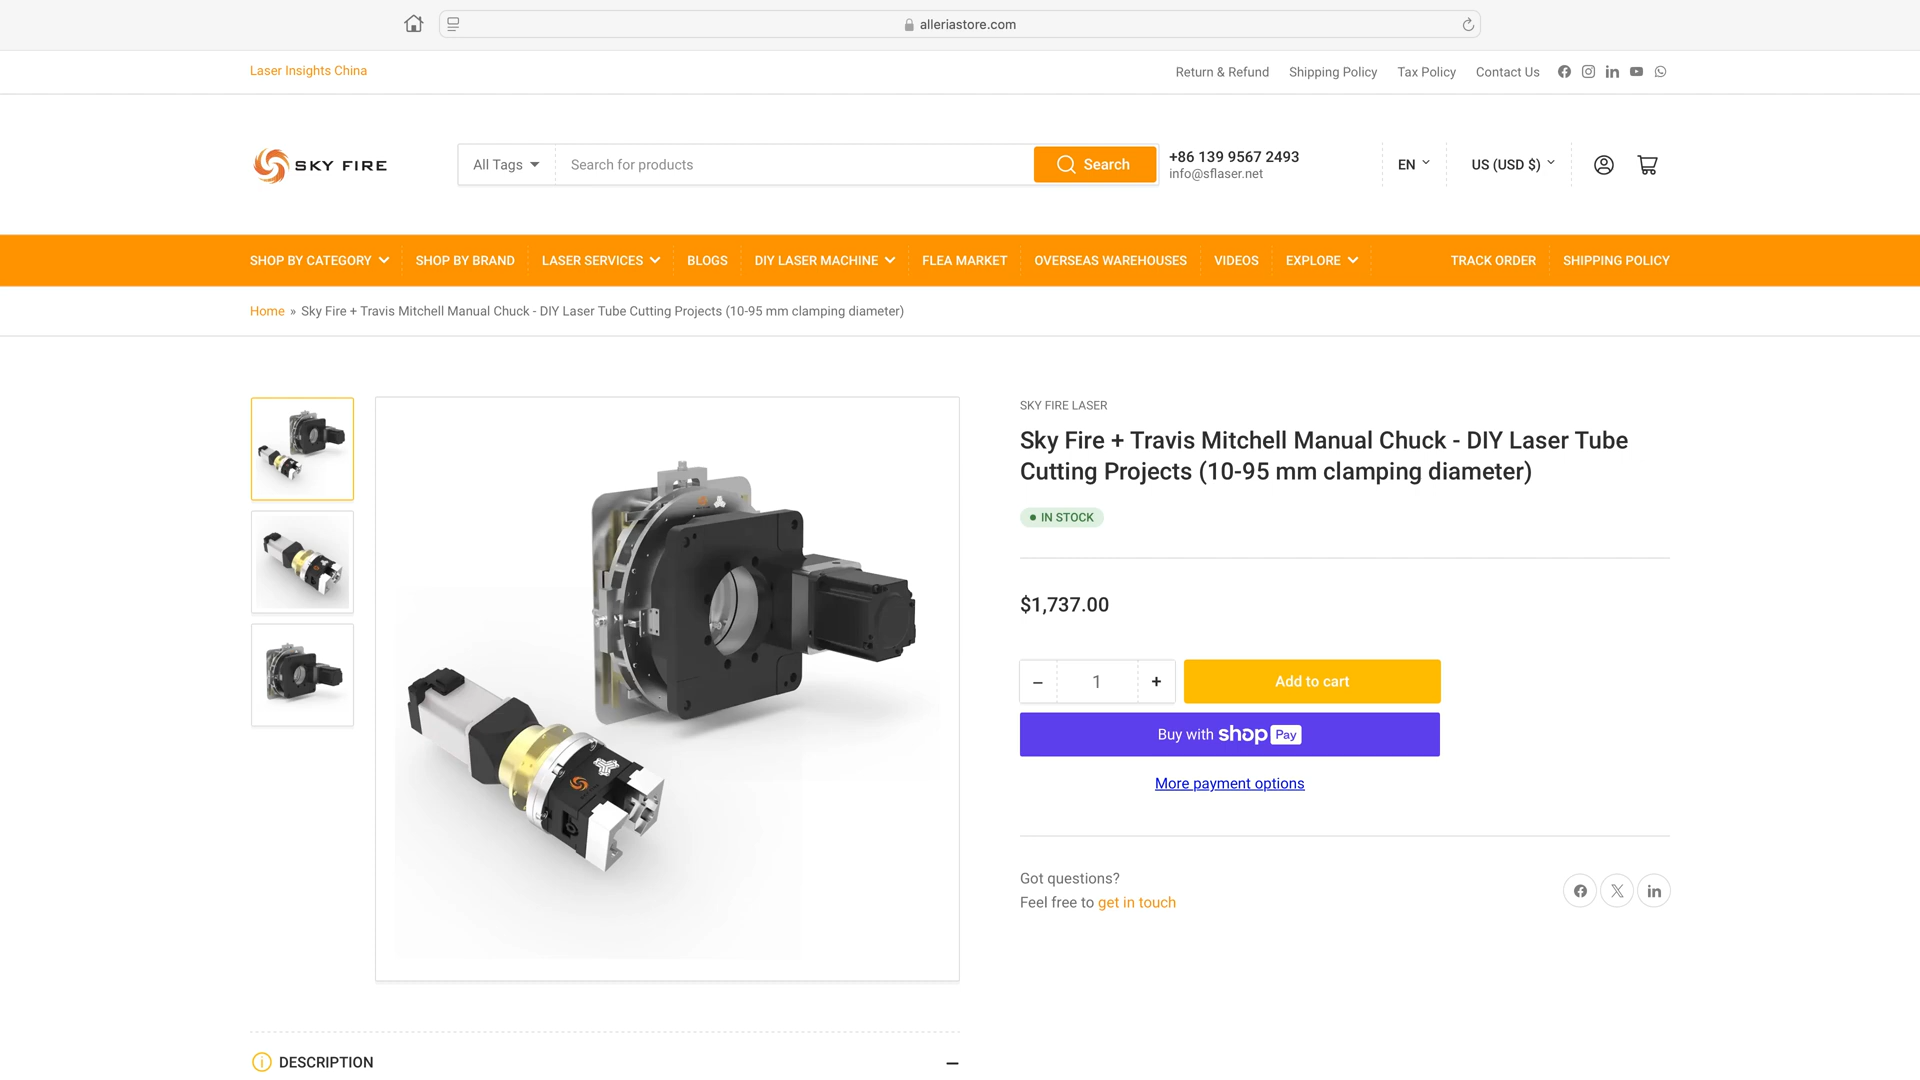 alleriastore.com
Laser Insights China
Return & Refund
Shipping Policy
Tax Policy
Contact Us
SKY FIRE
All Tags
Search for products
Search
+86 139 9567 2493
info@sflaser.net
EN
US (USD $)
SHOP BY CATEGORY
SHOP BY BRAND
LASER SERVICES
BLOGS
DIY LASER MACHINE
FLEA MARKET
OVERSEAS WAREHOUSES
VIDEOS
EXPLORE
TRACK ORDER
SHIPPING POLICY
Home » Sky Fire + Travis Mitchell Manual Chuck - DIY Laser Tube Cutting Projects (10-95 mm clamping diameter)
SKY FIRE LASER
Sky Fire + Travis Mitchell Manual Chuck - DIY Laser Tube
Cutting Projects (10-95 mm clamping diameter)
IN STOCK
$1,737.00
– 1 +
Add to cart
Buy with shop Pay
More payment options
Got questions?
Feel free to get in touch
DESCRIPTION